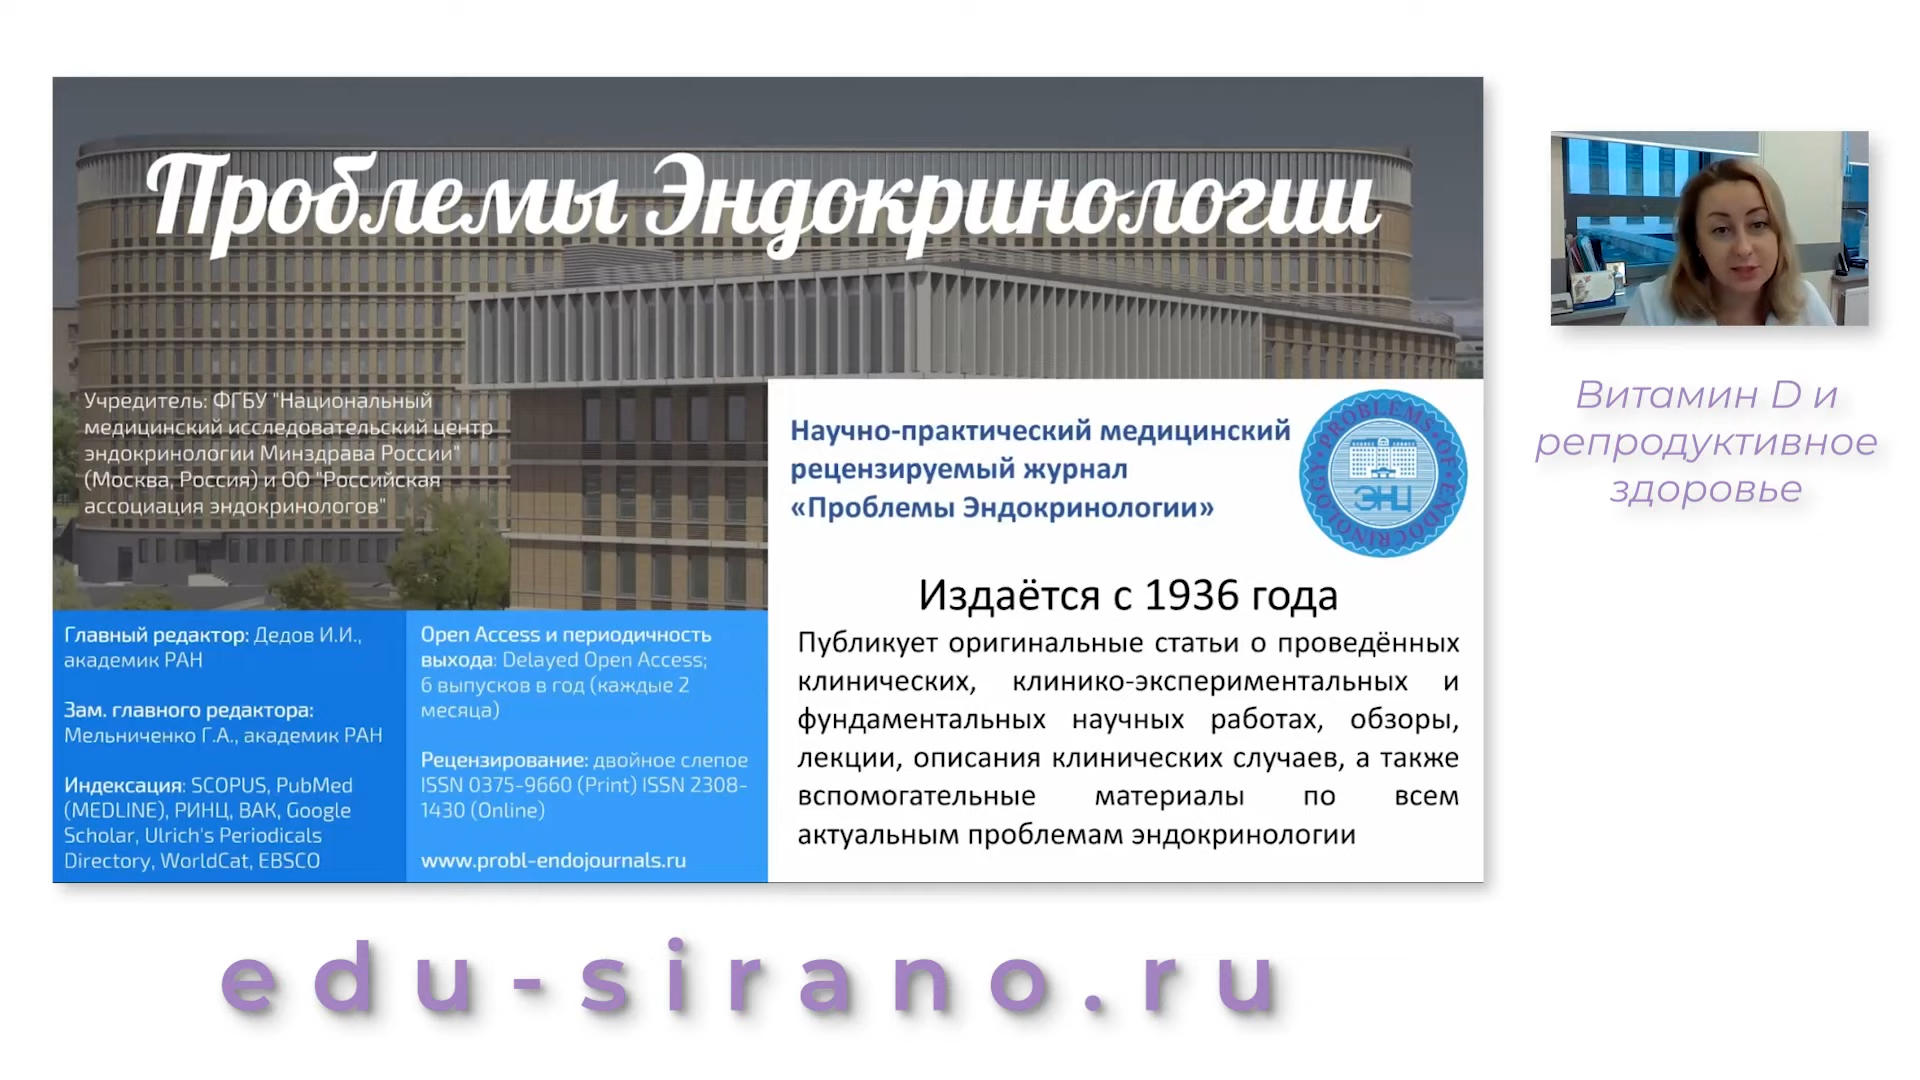 Проблемы Эндокринологии
Учредитель: ФГБУ "Национальный
медицинский исследовательский центр
эндокринологии Минздрава России"
(Москва, Россия) и ОО "Российская
ассоциация эндокринологов"
Научно-практический медицинский
рецензируемый журнал
«Проблемы Эндокринологии»
PROBLEMS OF ENDOCRINOLOGY
ЭНЦ
Издаётся с 1936 года
Публикует оригинальные статьи о проведённых
клинических, клинико-экспериментальных и
фундаментальных научных работах, обзоры,
лекции, описания клинических случаев, а также
вспомогательные материалы по всем
актуальным проблемам эндокринологии
Главный редактор: Дедов И.И.,
академик РАН
Зам. главного редактора:
Мельниченко Г.А., академик РАН
Индексация: SCOPUS, PubMed
(MEDLINE), РИНЦ, ВАК, Google
Scholar, Ulrich's Periodicals
Directory, WorldCat, EBSCO
Open Access и периодичность
выхода: Delayed Open Access;
6 выпусков в год (каждые 2
месяца)
Рецензирование: двойное слепое
ISSN 0375-9660 (Print) ISSN 2308-
1430 (Online)
www.probl-endojournals.ru
Витамин D и
репродуктивное
здоровье
edu-sirano.ru